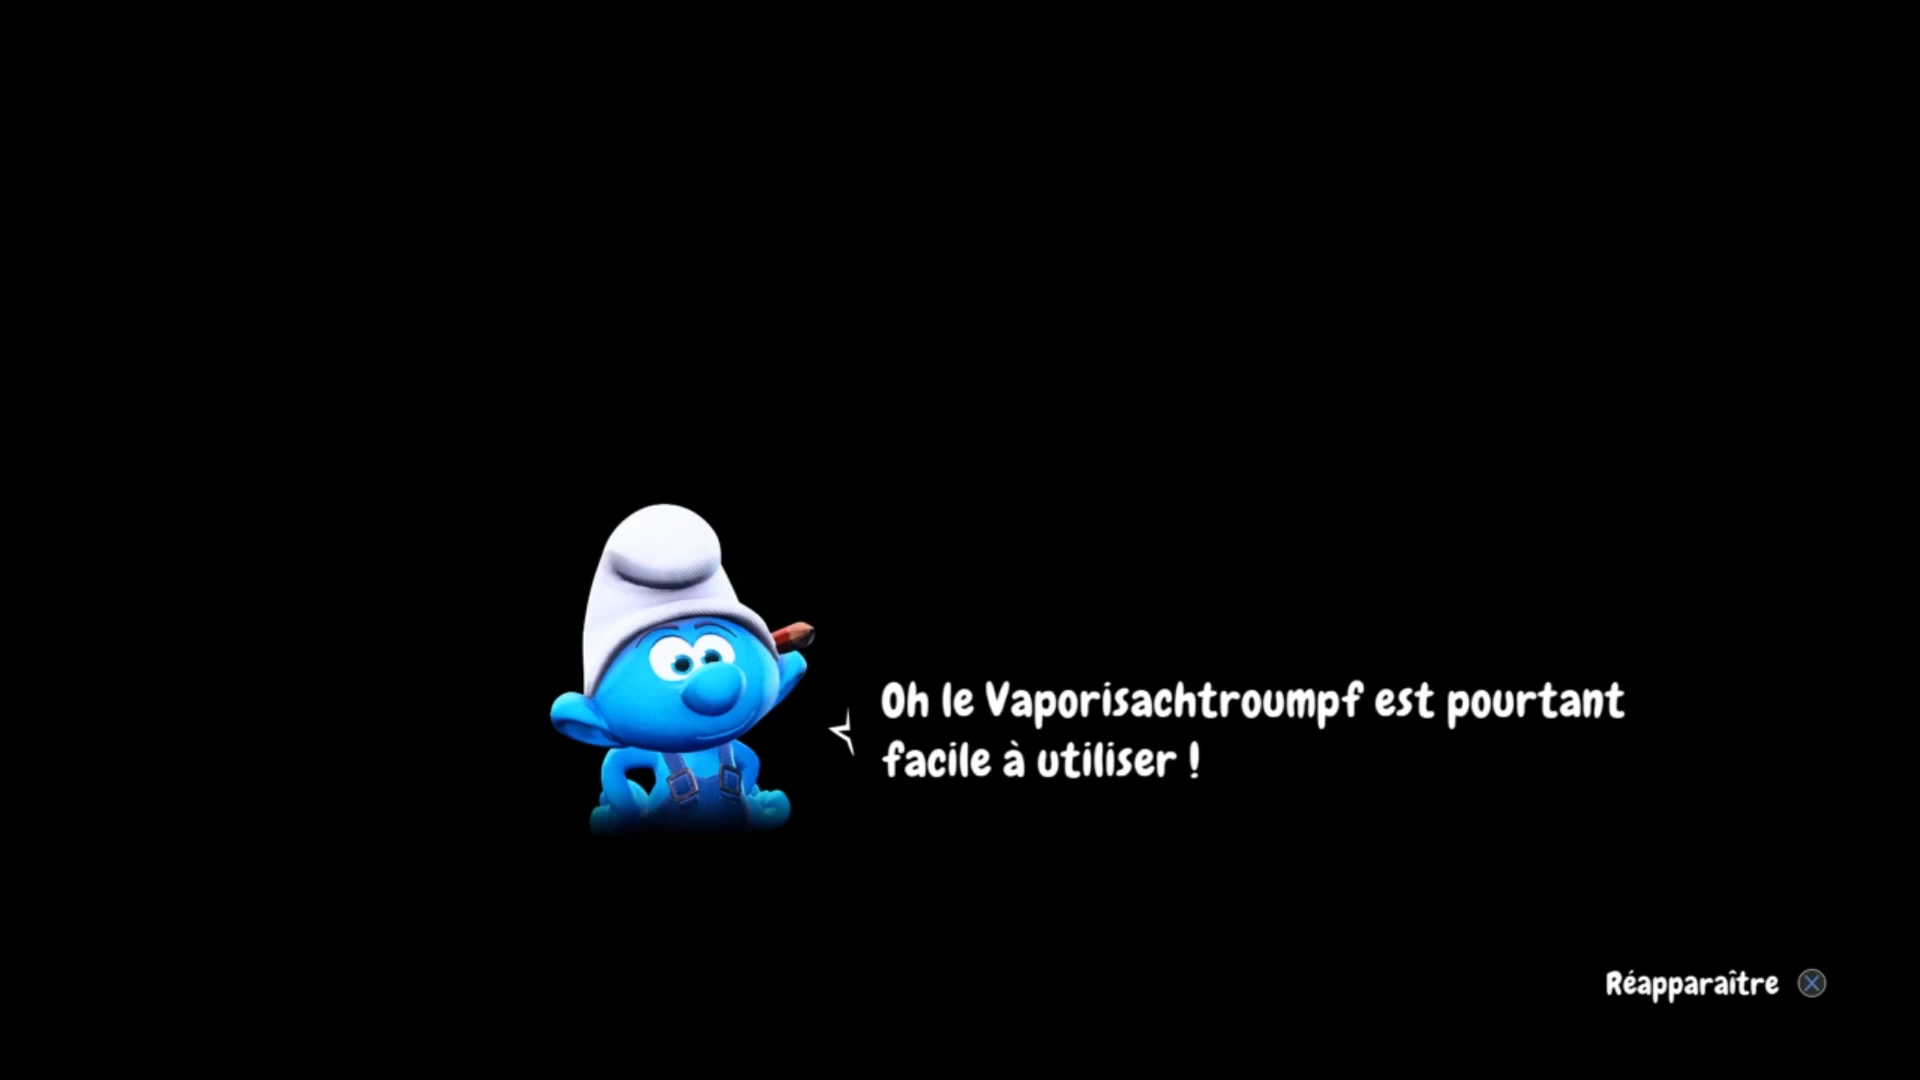 Oh le Vaporisachtroumpf est pourtant
facile à utiliser !
Réapparaître